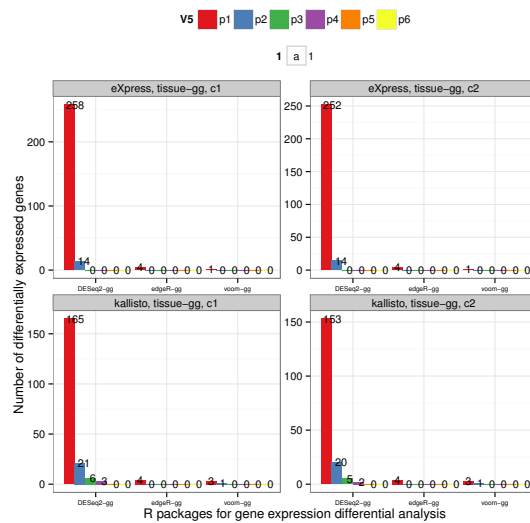 V5 p1 p2 p3 p4 p5 p6
1 a 1
eXpress, tissue-gg, c1
eXpress, tissue-gg, c2
258
14 0 0 0 0 4 0 0 0 0 0 1 0 0 0 0 0
252
14 0 0 0 0 4 0 0 0 0 0 1 0 0 0 0 0
0
100
200
0
50
100
150
200
250
DESeq2-gg edgeR-gg voom-gg
DESeq2-gg edgeR-gg voom-gg
kallisto, tissue-gg, c1
kallisto, tissue-gg, c2
165
21 6 3 0 0 4 0 0 0 0 0 3 1 0 0 0 0
153
20 5 2 0 0 4 0 0 0 0 0 3 1 0 0 0 0
0
50
100
150
0
50
100
150
DESeq2-gg edgeR-gg voom-gg
DESeq2-gg edgeR-gg voom-gg
Number of differentially expressed genes
R packages for gene expression differential analysis